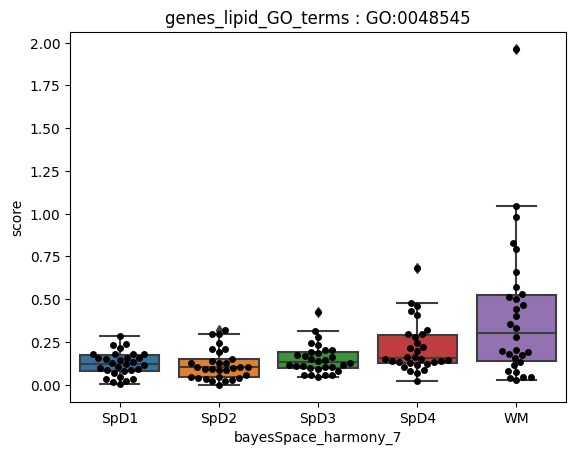 genes_lipid_GO_terms : GO:0048545
2.00
1.75
1.50
1.25
1.00
0.75
0.50
0.25
0.00
score
SpD1 SpD2 SpD3 SpD4 WM
bayesSpace_harmony_7